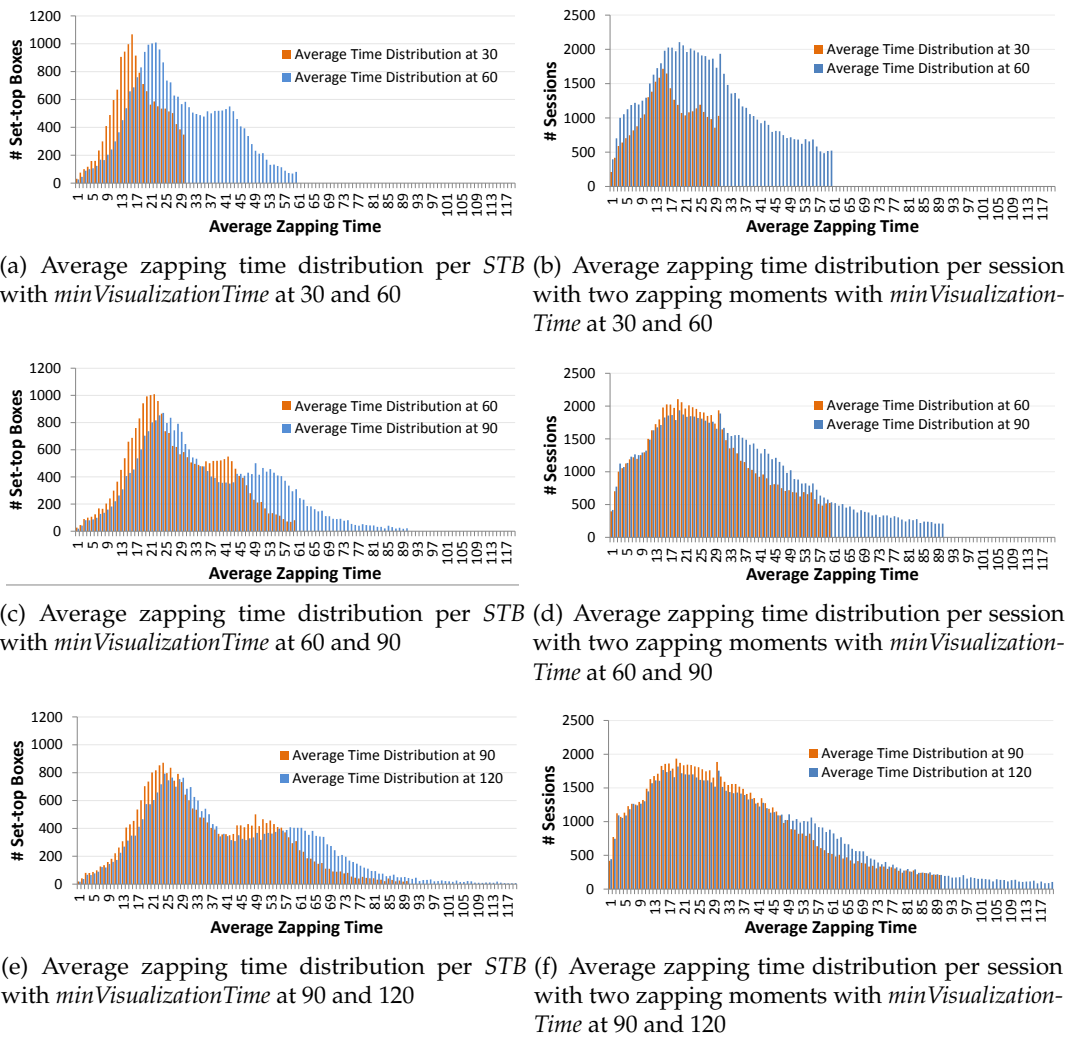 # Set-top Boxes
1200
1000
800
600
400
200
0
Average Time Distribution at 30
Average Time Distribution at 60
1 5 9 13 17 21 25 29 33 37 41 45 49 53 57 61 65 69 73 77 81 85 89 93 97 101 105 109 113 117
Average Zapping Time
# Sessions
2500
2000
1500
1000
500
0
Average Time Distribution at 30
Average Time Distribution at 60
1 5 9 13 17 21 25 29 33 37 41 45 49 53 57 61 65 69 73 77 81 85 89 93 97 101 105 109 113 117
Average Zapping Time
(a) Average zapping time distribution per STB
with minVisualizationTime at 30 and 60
(b) Average zapping time distribution per session
with two zapping moments with minVisualization-
Time at 30 and 60
# Set-top Boxes
1200
1000
800
600
400
200
0
Average Time Distribution at 60
Average Time Distribution at 90
1 5 9 13 17 21 25 29 33 37 41 45 49 53 57 61 65 69 73 77 81 85 89 93 97 101 105 109 113 117
Average Zapping Time
# Sessions
2500
2000
1500
1000
500
0
Average Time Distribution at 60
Average Time Distribution at 90
1 5 9 13 17 21 25 29 33 37 41 45 49 53 57 61 65 69 73 77 81 85 89 93 97 101 105 109 113 117
Average Zapping Time
(c) Average zapping time distribution per STB
with minVisualizationTime at 60 and 90
(d) Average zapping time distribution per session
with two zapping moments with minVisualization-
Time at 60 and 90
# Set-top BoXes
1200
1000
800
600
400
200
0
Average Time Distribution at 90
Average Time Distribution at 120
1 5 9 13 17 21 25 29 33 37 41 45 49 53 57 61 65 69 73 77 81 85 89 93 97 101 105 109 113 117
Average Zapping Time
# Sessions
2500
2000
1500
1000
500
0
Average Time Distribution at 90
Average Time Distribution at 120
1 5 9 13 17 21 25 29 33 37 41 45 49 53 57 61 65 69 73 77 81 85 89 93 97 101 105 109 113 117
Average Zapping Time
(e) Average zapping time distribution per STB
with minVisualizationTime at 90 and 120
(f) Average zapping time distribution per session
with two zapping moments with minVisualization-
Time at 90 and 120